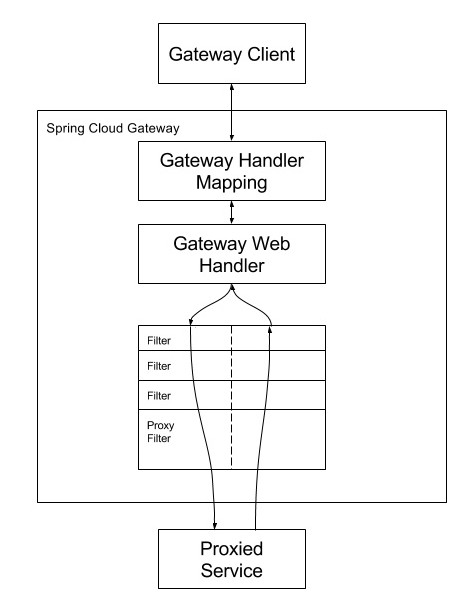 Gateway Client
Spring Cloud Gateway
Gateway Handler
Mapping
Gateway Web
Handler
Filter
Filter
Filter
Proxy
Filter
Proxied
Service